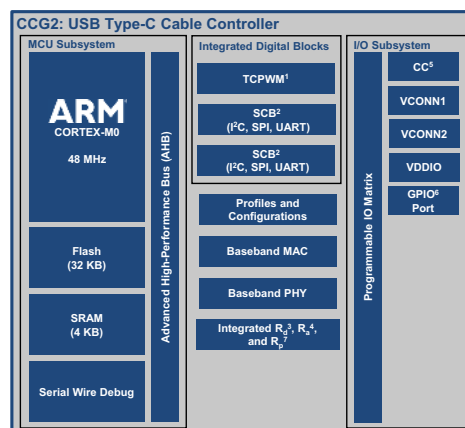 CCG2: USB Type-C Cable Controller
MCU Subsystem
ARM®
CORTEX-M0
48 MHz
Flash
(32 KB)
SRAM
(4 KB)
Serial Wire Debug
Advanced High-Performance Bus (AHB)
Integrated Digital Blocks
TCPWM¹
SCB²
(I²C, SPI, UART)
SCB²
(I²C, SPI, UART)
Profiles and
Configurations
Baseband MAC
Baseband PHY
Integrated R_d³, R_a⁴,
and R_p⁷
I/O Subsystem
Programmable IO Matrix
CC⁵
VCONN1
VCONN2
VDDIO
GPIO⁶
Port